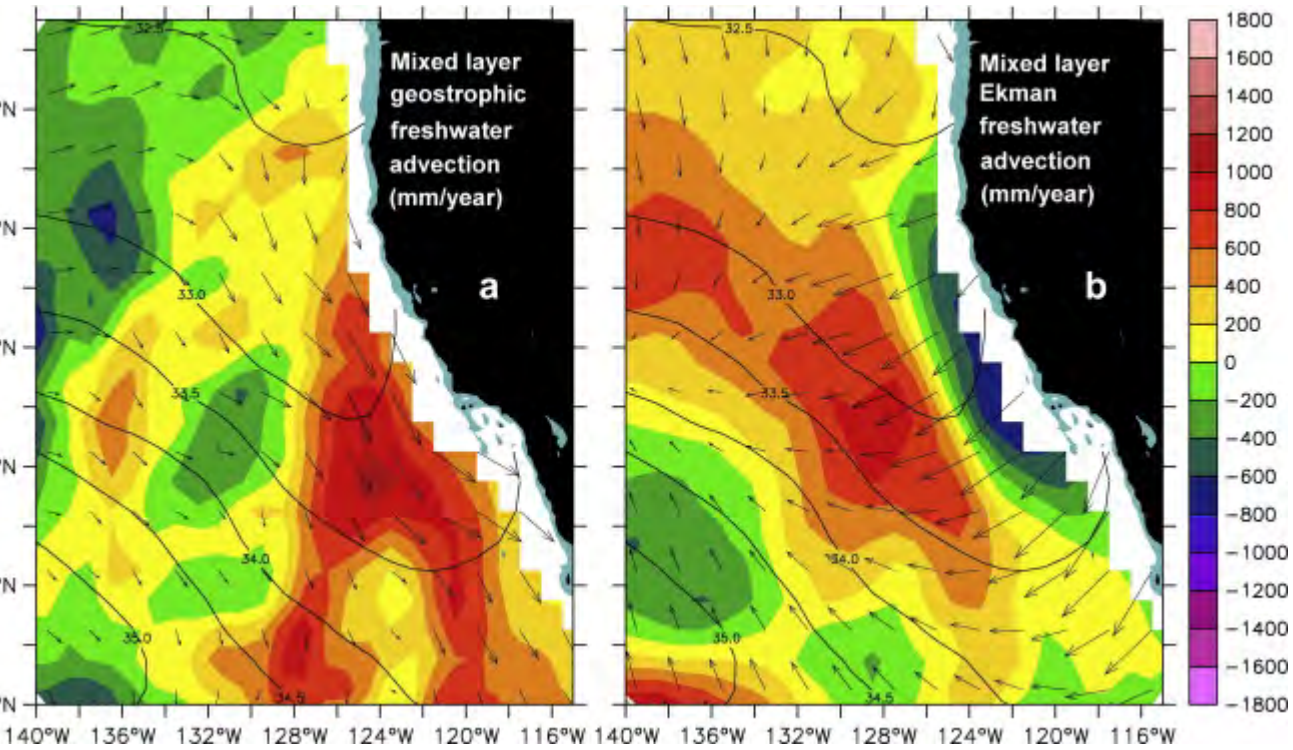 Mixed layer
geostrophic
freshwater
advection
(mm/year)
a
32.5
33.0
33.5
34.0
34.5
35.0
°N
°N
°N
°N
°N
°N
140°W 136°W 132°W 128°W 124°W 120°W 116°W
Mixed layer
Ekman
freshwater
advection
(mm/year)
b
32.5
33.0
33.5
34.0
34.5
35.0
140°W 136°W 132°W 128°W 124°W 120°W 116°W
1800
1600
1400
1200
1000
800
600
400
200
0
−200
−400
−600
−800
−1000
−1200
−1400
−1600
−1800